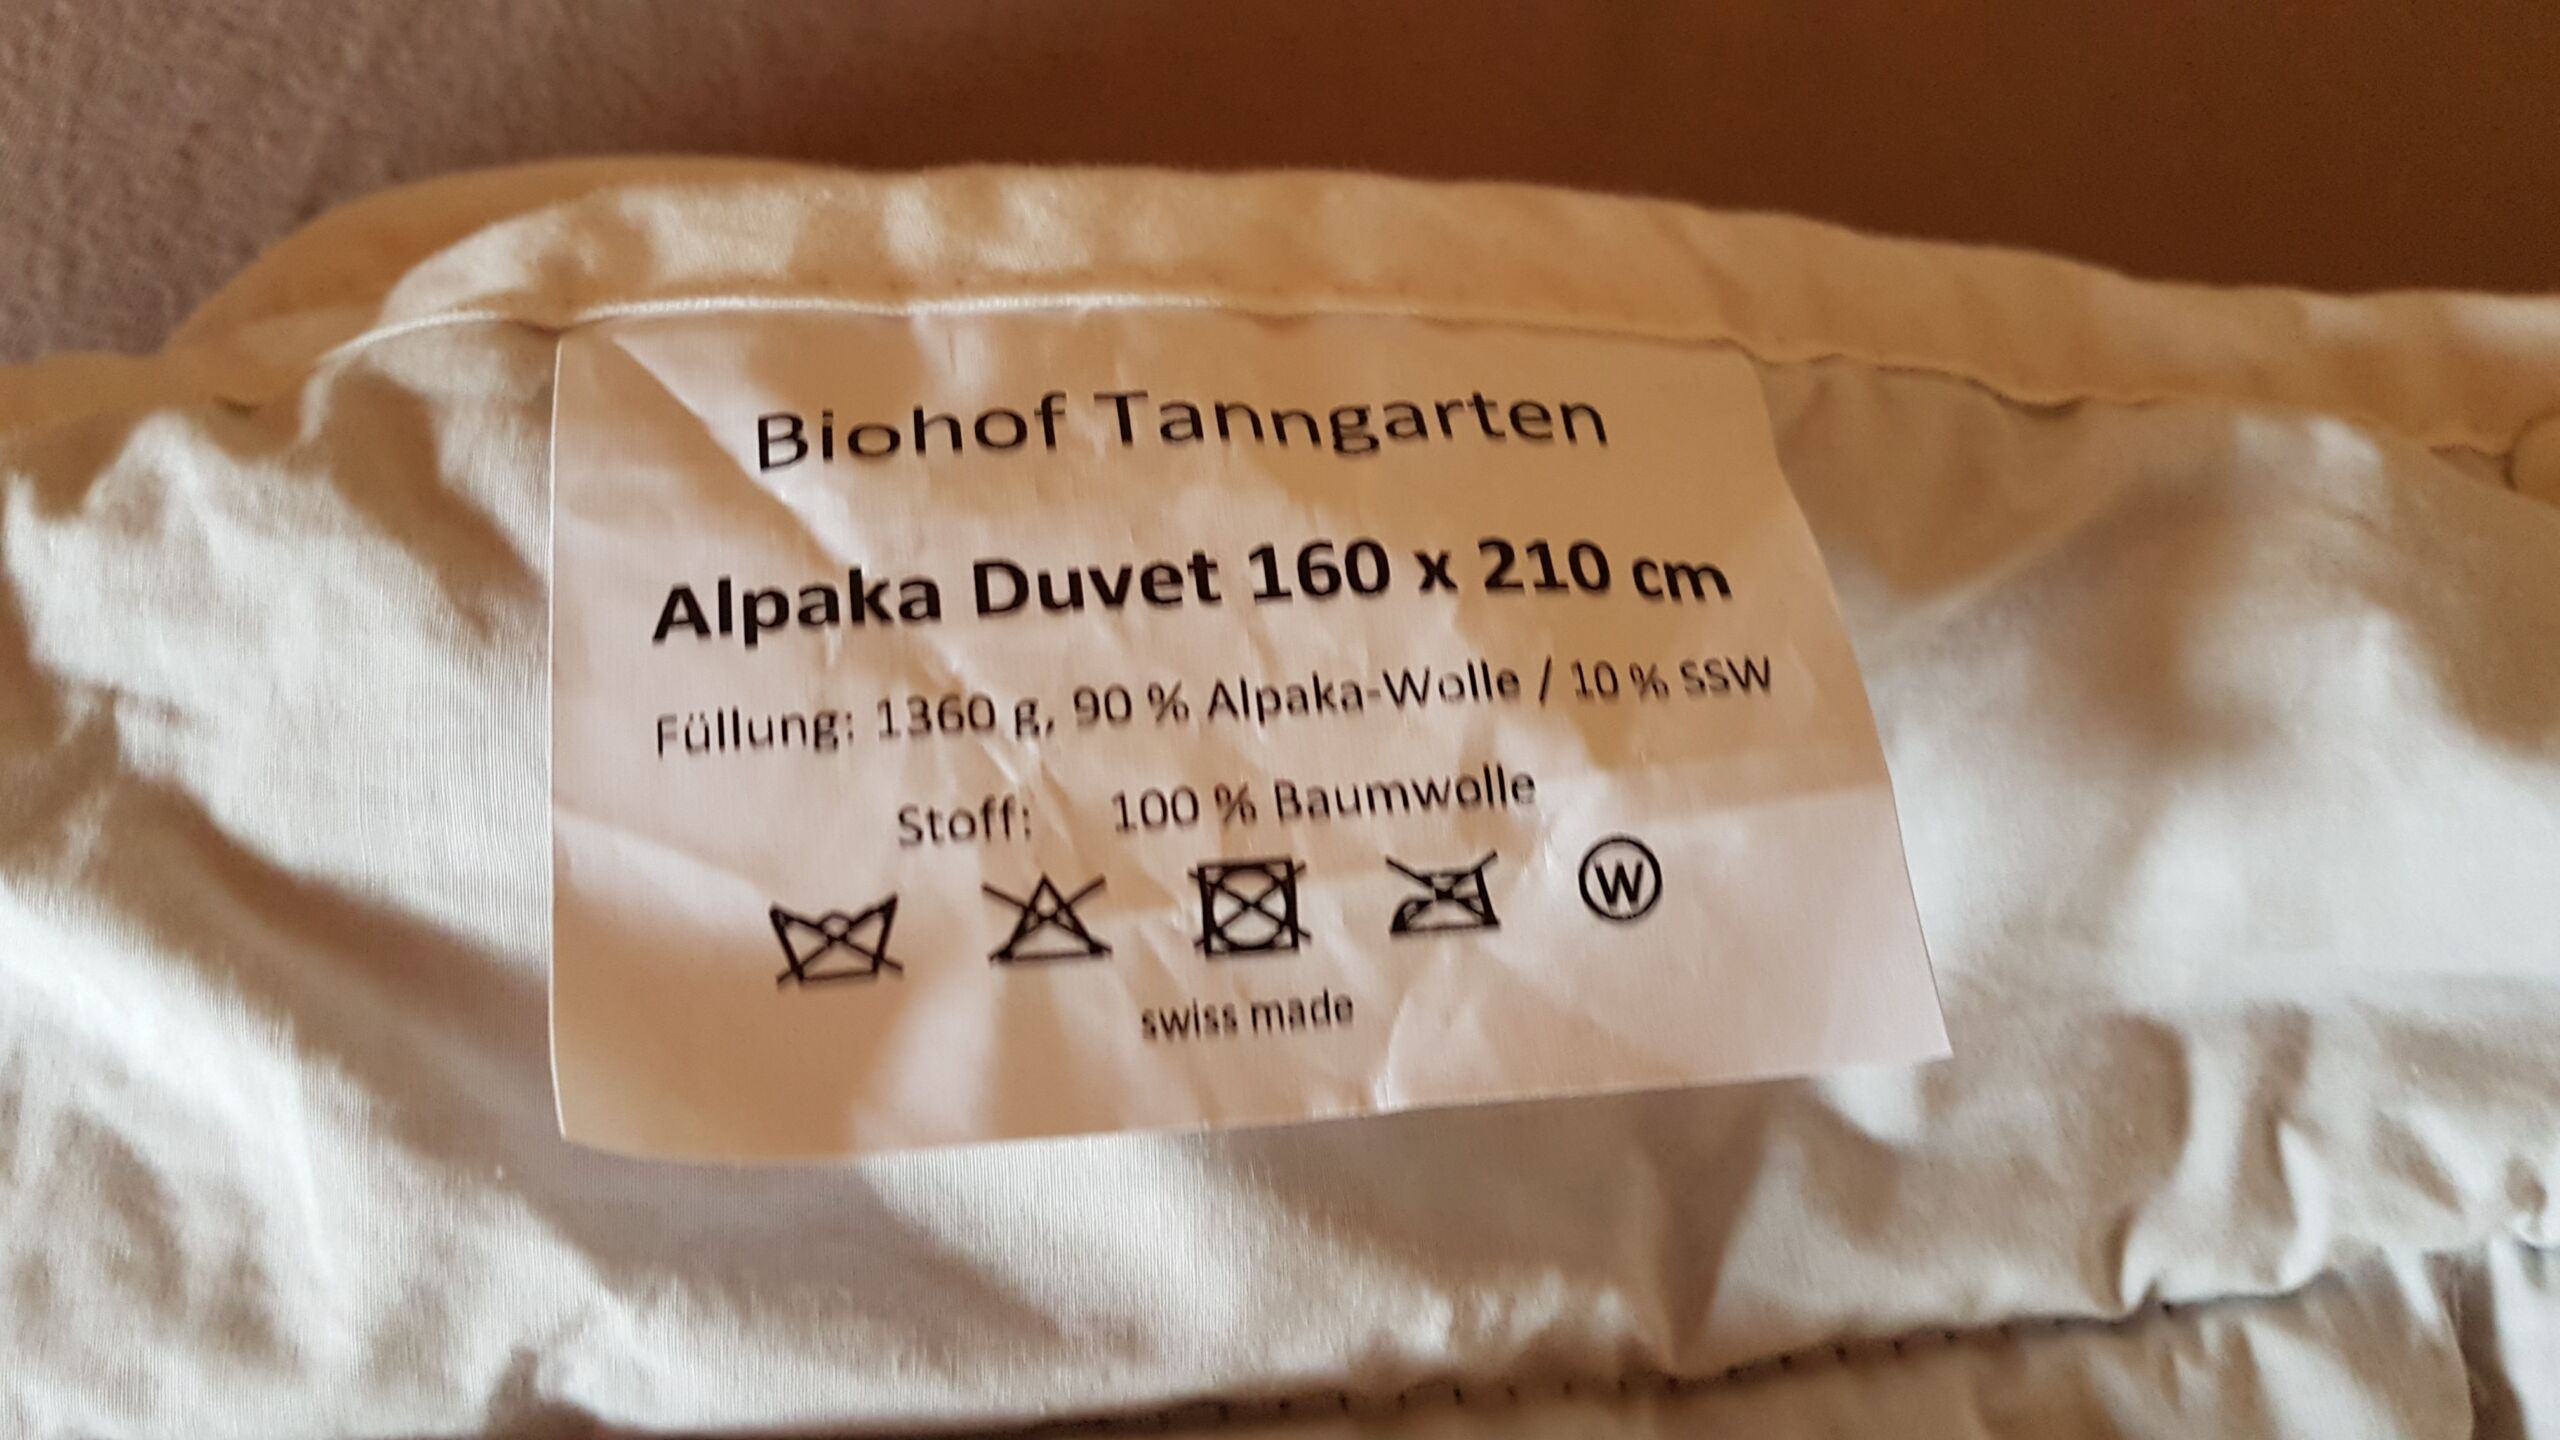 Biohof Tanngarten
Alpaka Duvet 160 x 210 cm
Füllung: 1360 g, 90 % Alpaka-Wolle / 10 % SSW
Stoff: 100 % Baumwolle
W
swiss made